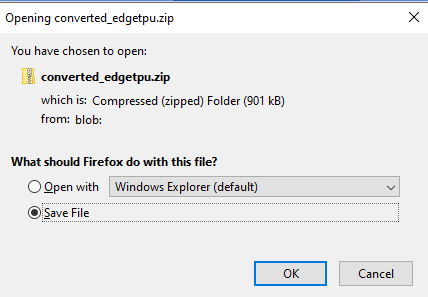 Opening converted_edgetpu.zip
You have chosen to open:
converted_edgetpu.zip
which is: Compressed (zipped) Folder (901 kB)
from: blob:
What should Firefox do with this file?
Open with Windows Explorer (default)
Save File
OK Cancel